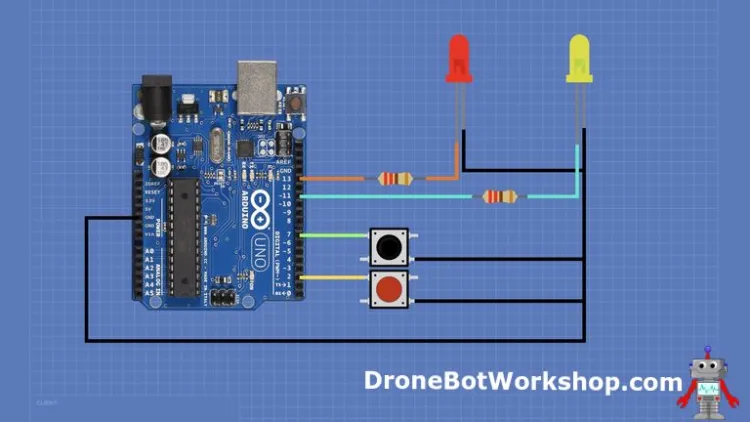 AREF
GND
13
12
~11
~10
~9
8
7
~6
~5
4
~3
2
TX→1
RX←0
DIGITAL (PWM~)
IOREF
RESET
3.3V
5V
GND
GND
VIN
POWER
A0
A1
A2
A3
A4
A5
ANALOG IN
ARDUINO
UNO
DroneBotWorkshop.com